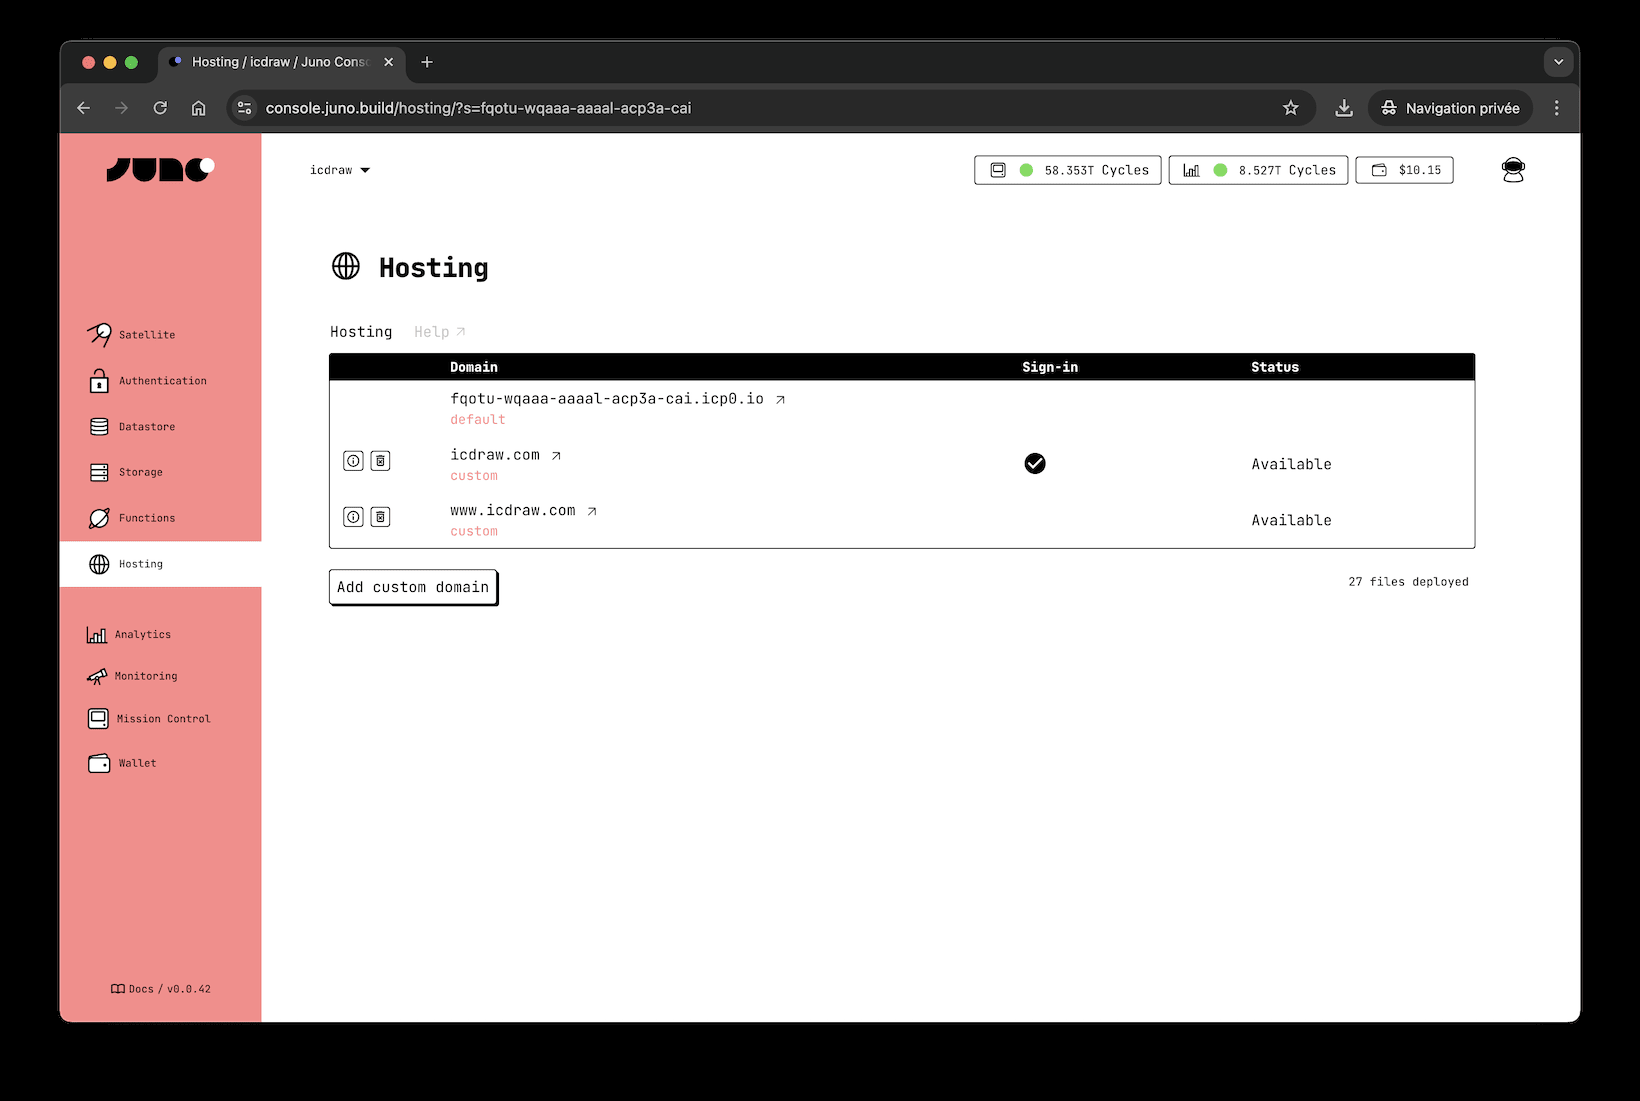 Hosting / icdraw / Juno Cons
console.juno.build/hosting/?s=fqotu-wqaaa-aaaal-acp3a-cai
Navigation privée
JUNO
icdraw
58.353T Cycles
8.527T Cycles
$10.15
Hosting
Satellite
Authentication
Datastore
Storage
Functions
Hosting
Analytics
Monitoring
Mission Control
Wallet
Docs / v0.0.42
Hosting Help
Domain Sign-in Status
fqotu-wqaaa-aaaal-acp3a-cai.icp0.io
default
icdraw.com
custom
Available
www.icdraw.com
custom
Available
Add custom domain
27 files deployed